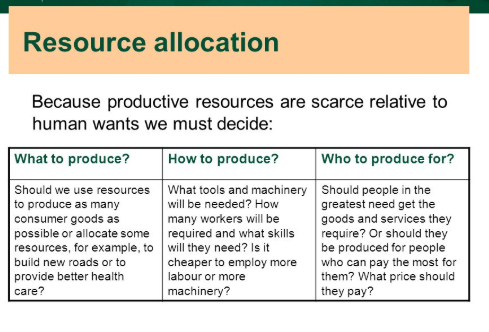 Resource allocation
Because productive resources are scarce relative to
human wants we must decide:
What to produce?
Should we use resources
to produce as many
consumer goods as
possible or allocate some
resources, for example, to
build new roads or to
provide better health
care?
How to produce?
What tools and machinery
will be needed? How
many workers will be
required and what skills
will they need? Is it
cheaper to employ more
labour or more
machinery?
Who to produce for?
Should people in the
greatest need get the
goods and services they
require? Or should they
be produced for people
who can pay the most for
them? What price should
they pay?